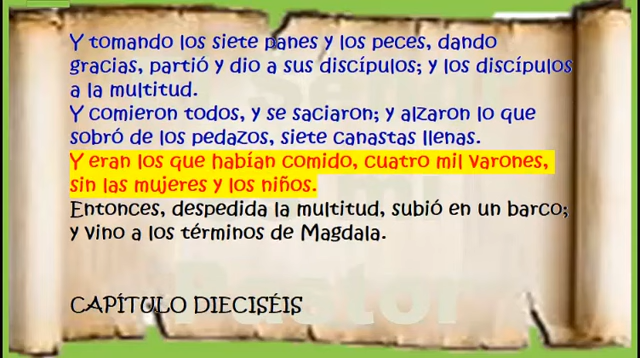 Y tomando los siete panes y los peces, dando
gracias, partió y dio a sus discípulos; y los discípulos
a la multitud.
Y comieron todos, y se saciaron; y alzaron lo que
sobró de los pedazos, siete canastas llenas.
Y eran los que habían comido, cuatro mil varones,
sin las mujeres y los niños.
Entonces, despedida la multitud, subió en un barco;
y vino a los términos de Magdala.
CAPÍTULO DIECISÉIS
Pastor